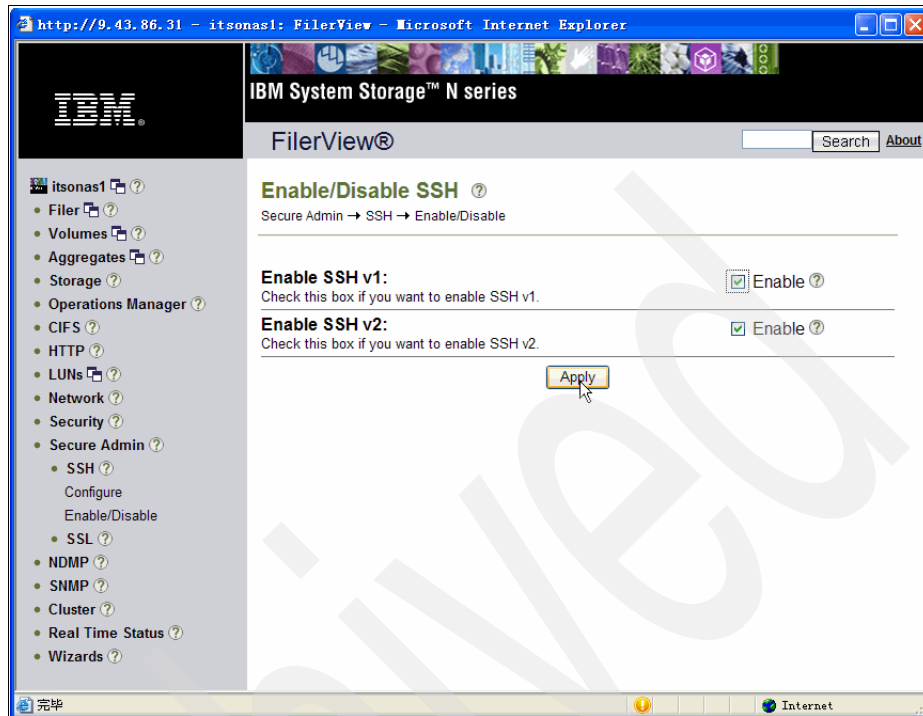 http://9.43.86.31 - itsonas1: FilerView - Microsoft Internet Explorer
IBM®
IBM System Storage™ N series
FilerView®
Search About
itsonas1
Filer
Volumes
Aggregates
Storage
Operations Manager
CIFS
HTTP
LUNs
Network
Security
Secure Admin
SSH
Configure
Enable/Disable
SSL
NDMP
SNMP
Cluster
Real Time Status
Wizards
Enable/Disable SSH
Secure Admin → SSH → Enable/Disable
Enable SSH v1:
Check this box if you want to enable SSH v1.
Enable
Enable SSH v2:
Check this box if you want to enable SSH v2.
Enable
Apply
hived
完毕
Internet